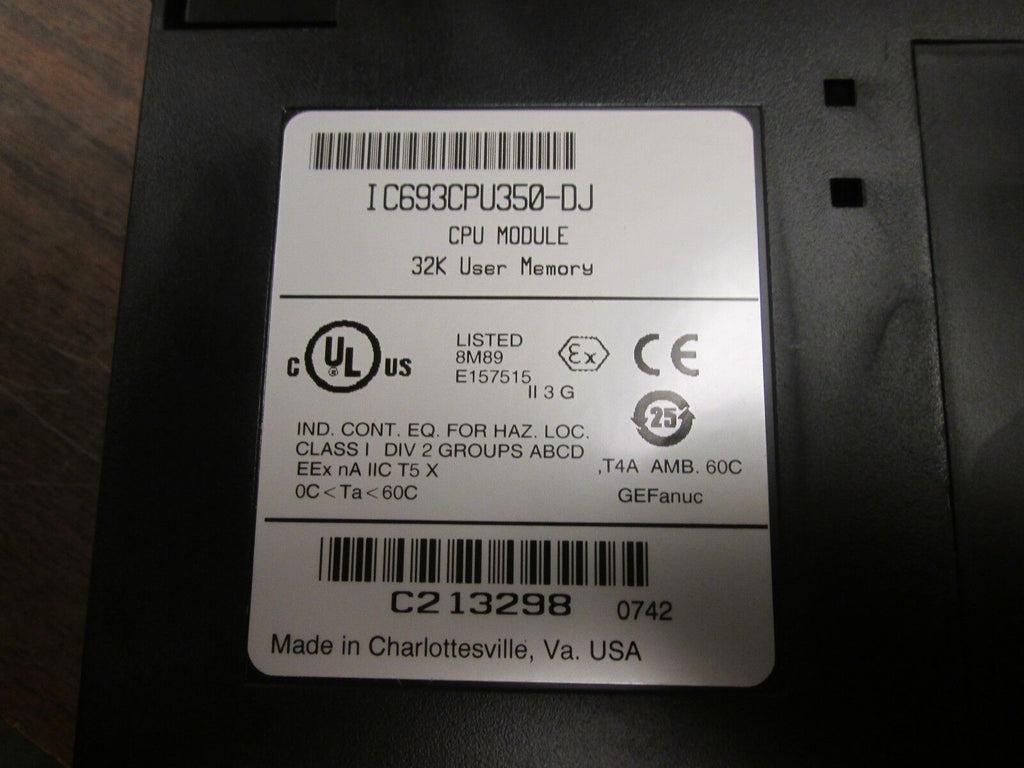 IC693CPU350-DJ
CPU MODULE
32K User Memory
C UL US
®
LISTED
8M89
E157515
II 3 G
Ex
CE
25
IND. CONT. EQ. FOR HAZ. LOC.
CLASS I DIV 2 GROUPS ABCD
EEx nA IIC T5 X
0C<Ta<60C
,T4A AMB. 60C
GEFanuc
C213298 0742
Made in Charlottesville, Va. USA